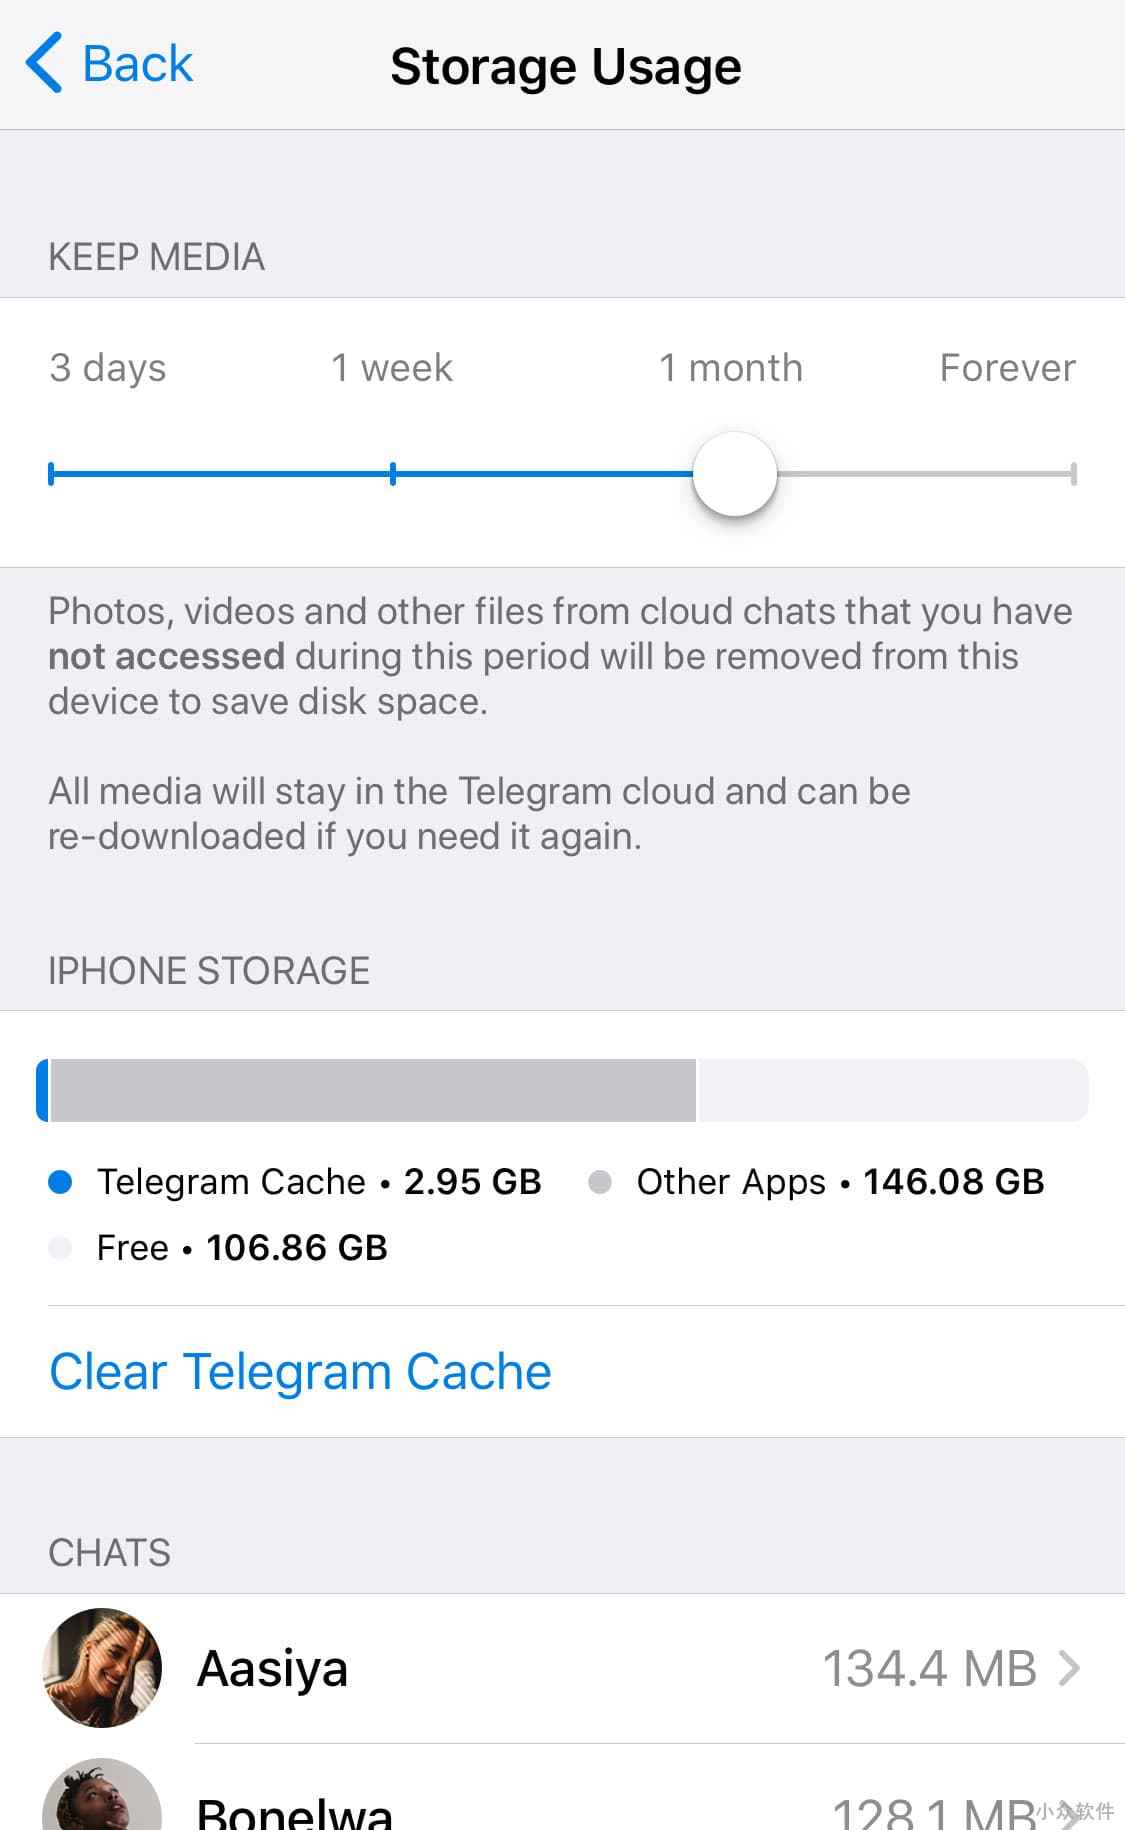 Back
Storage Usage
KEEP MEDIA
3 days 1 week 1 month Forever
Photos, videos and other files from cloud chats that you have
not accessed during this period will be removed from this
device to save disk space.
All media will stay in the Telegram cloud and can be
re-downloaded if you need it again.
IPHONE STORAGE
Telegram Cache • 2.95 GB Other Apps • 146.08 GB
Free • 106.86 GB
Clear Telegram Cache
CHATS
Aasiya 134.4 MB
Bonelwa 128.1 MB
小众软件